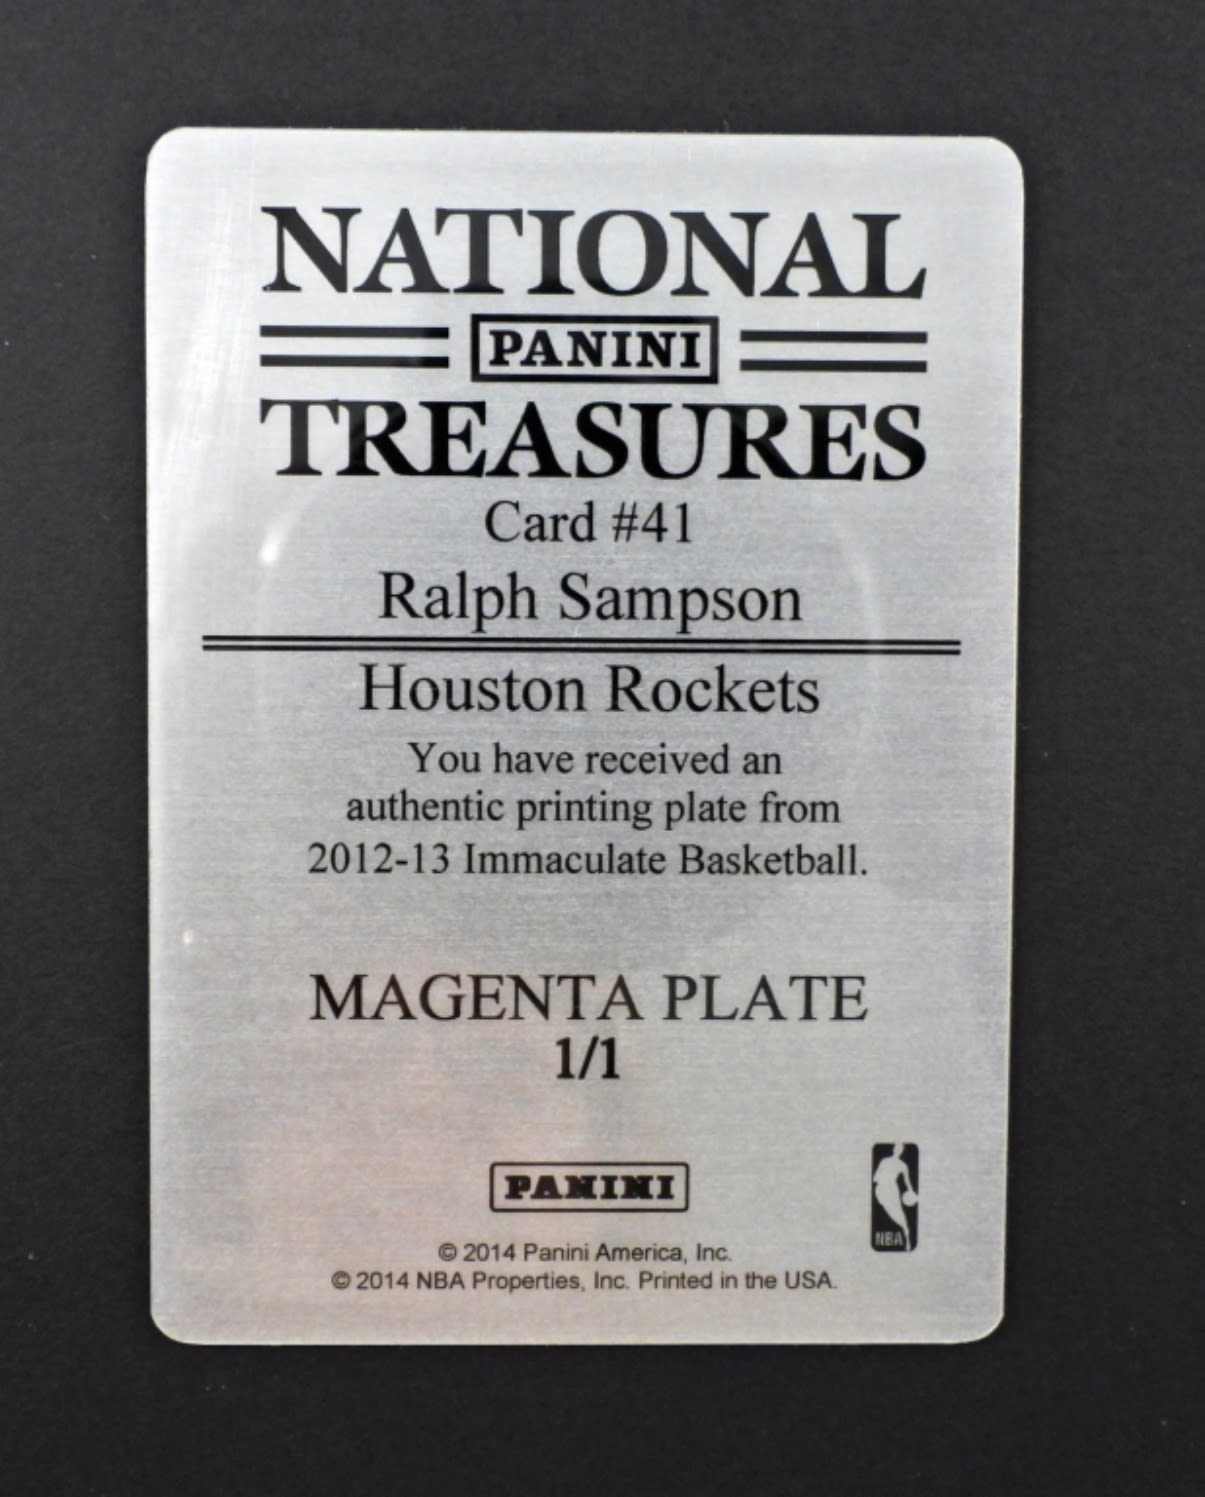 NATIONAL
PANINI
TREASURES
Card #41
Ralph Sampson
Houston Rockets
You have received an
authentic printing plate from
2012-13 Immaculate Basketball.
MAGENTA PLATE
1/1
PANINI
NBA
© 2014 Panini America, Inc.
© 2014 NBA Properties, Inc. Printed in the USA.